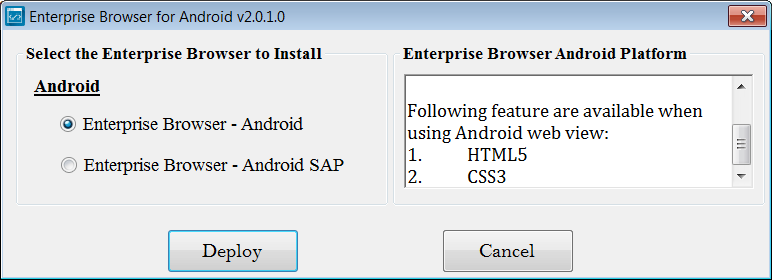 Enterprise Browser for Android v2.0.1.0
Select the Enterprise Browser to Install
Android
Enterprise Browser - Android
Enterprise Browser - Android SAP
Enterprise Browser Android Platform
Following feature are available when
using Android web view:
1. HTML5
2. CSS3
Deploy
Cancel